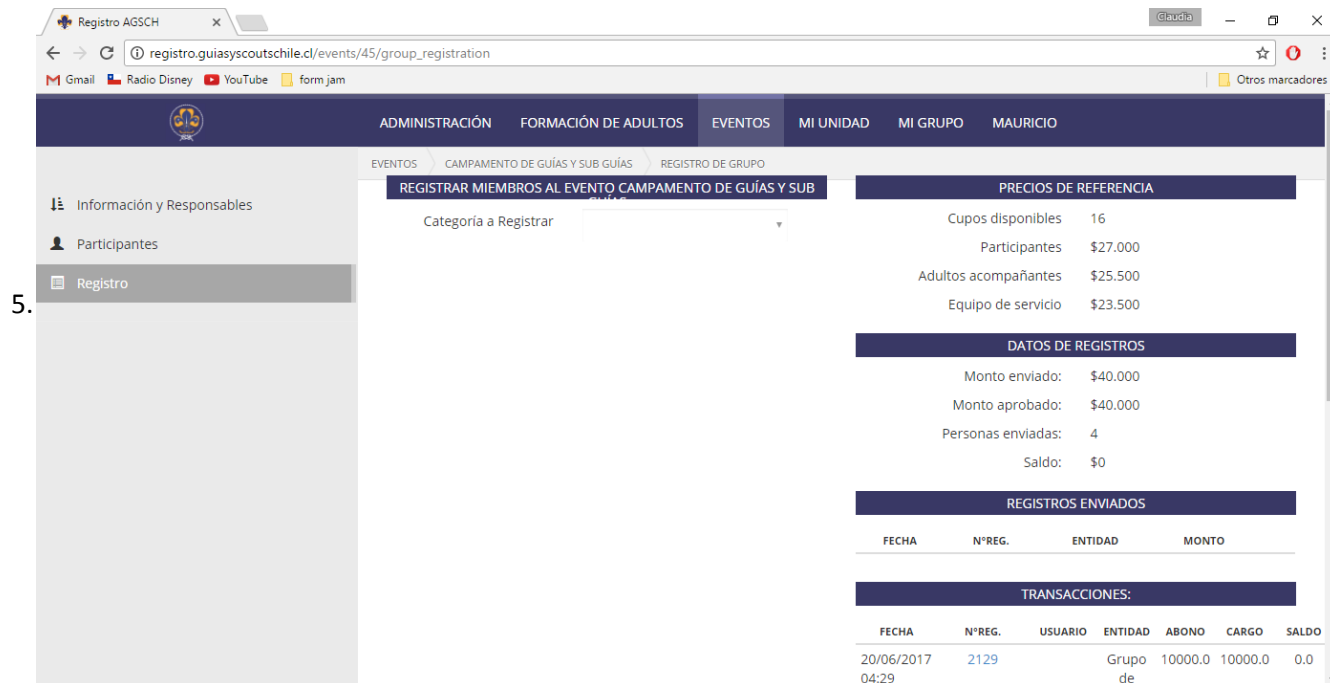 Registro AGSCH
Claudia
registro.guiasyscoutschile.cl/events/45/group_registration
Gmail Radio Disney YouTube form jam Otros marcadores
ADMINISTRACIÓN FORMACIÓN DE ADULTOS EVENTOS MI UNIDAD MI GRUPO MAURICIO
EVENTOS CAMPAMENTO DE GUÍAS Y SUB GUÍAS REGISTRO DE GRUPO
Información y Responsables
Participantes
Registro
5.
REGISTRAR MIEMBROS AL EVENTO CAMPAMENTO DE GUÍAS Y SUB
GUÍAS
Categoría a Registrar
PRECIOS DE REFERENCIA
Cupos disponibles 16
Participantes $27.000
Adultos acompañantes $25.500
Equipo de servicio $23.500
DATOS DE REGISTROS
Monto enviado: $40.000
Monto aprobado: $40.000
Personas enviadas: 4
Saldo: $0
REGISTROS ENVIADOS
FECHA N°REG. ENTIDAD MONTO
TRANSACCIONES:
FECHA N°REG. USUARIO ENTIDAD ABONO CARGO SALDO
20/06/2017 2129 Grupo 10000.0 10000.0 0.0
04:29 de